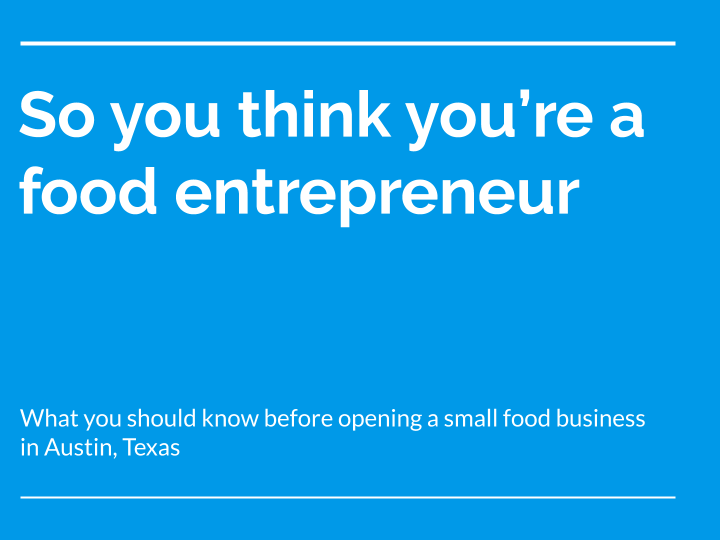 So you think you’re a
food entrepreneur
What you should know before opening a small food business
in Austin, Texas